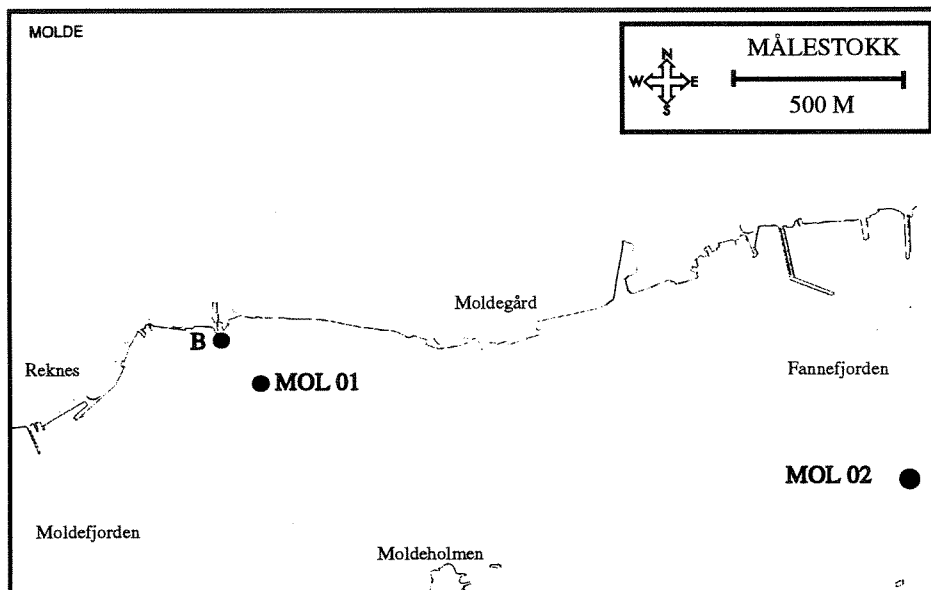 MOLDE
MÅLESTOKK
N
W E
S
500 M
Moldegård
B
Reknes
MOL 01
Fannefjorden
MOL 02
Moldefjorden
Moldeholmen